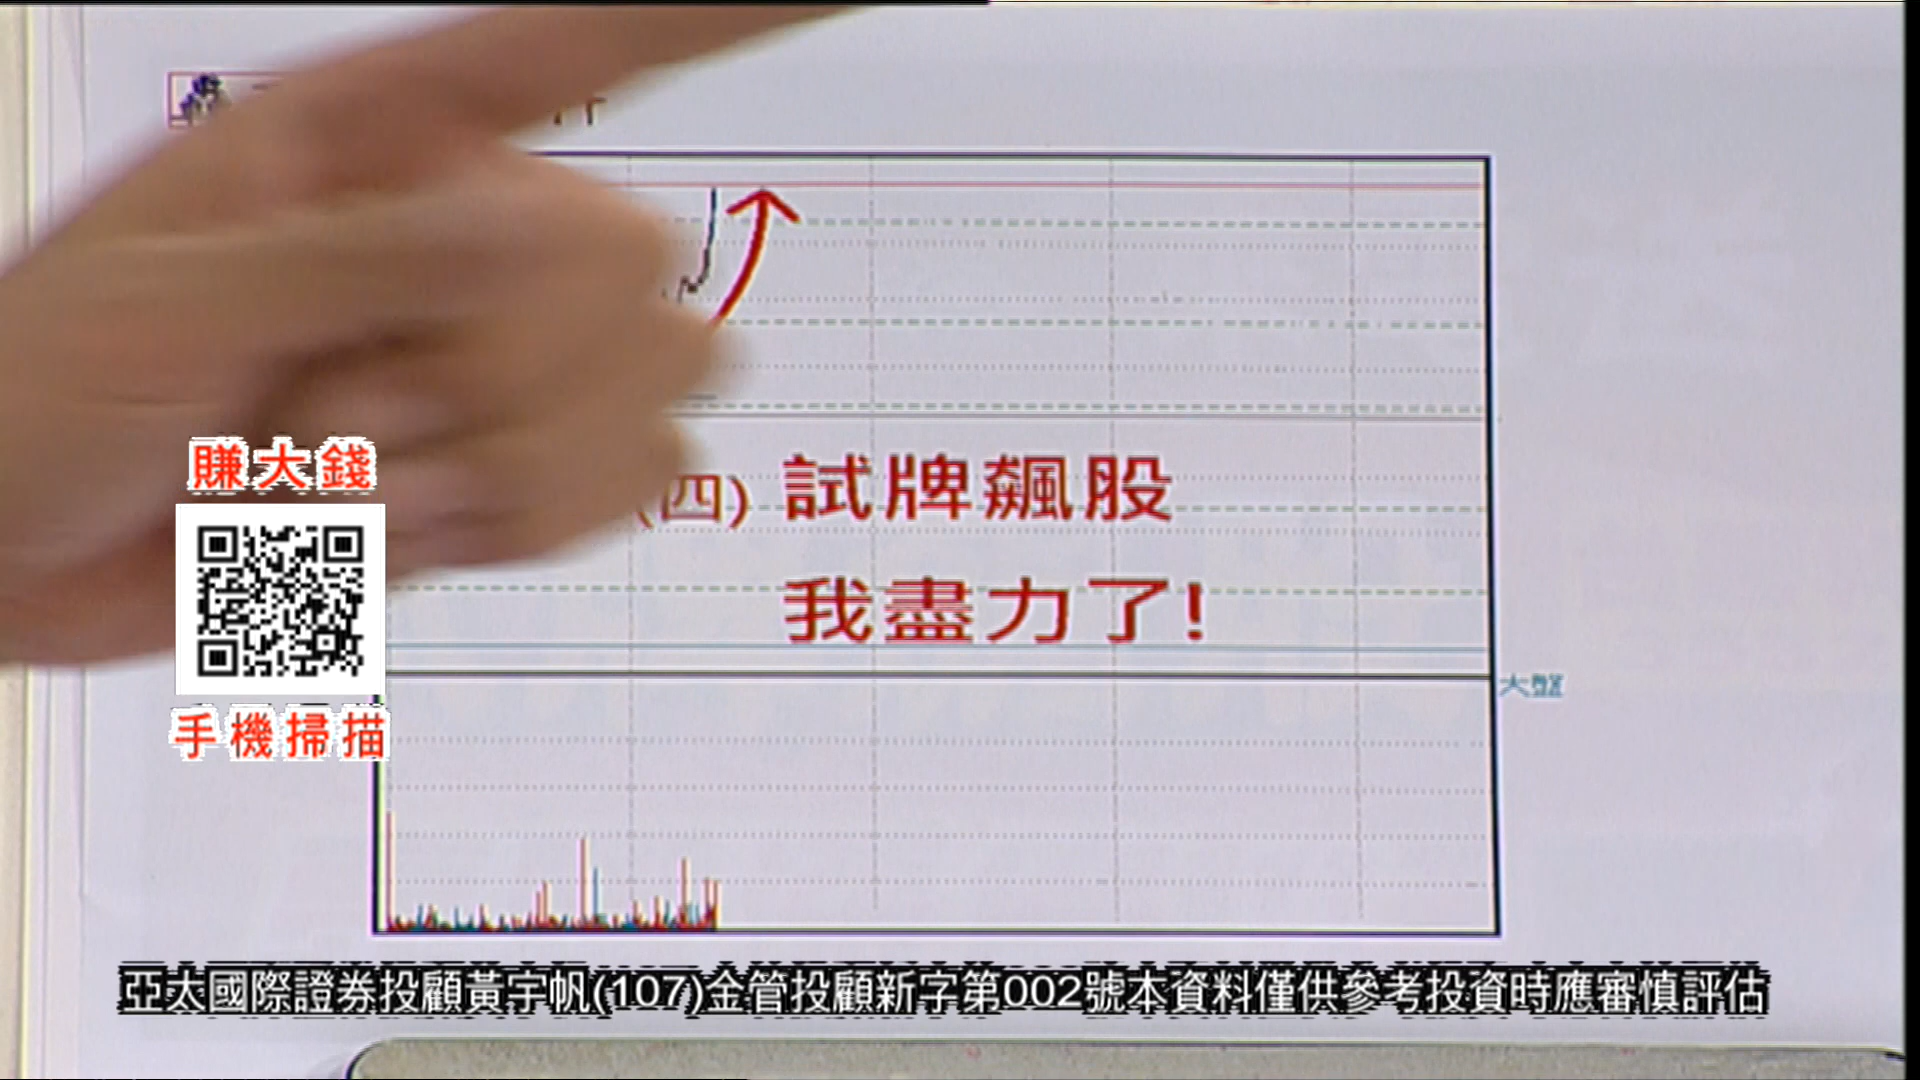 (四) 試牌飆股
我盡力了!
賺大錢
手機掃描
大盤
亞太國際證券投顧黃宇帆(107)金管投顧新字第002號本資料僅供參考投資時應審慎評估